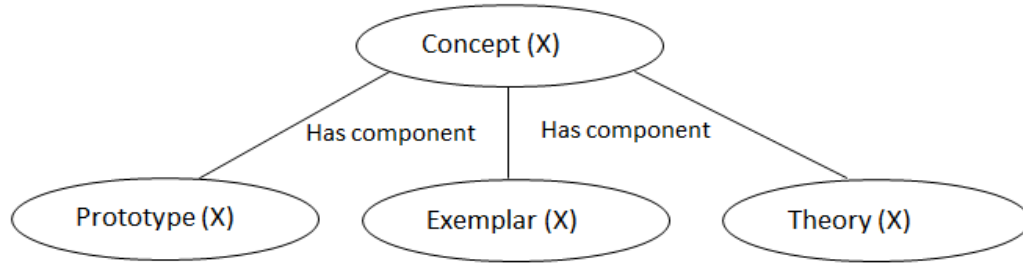 Concept (X)
Has component
Has component
Prototype (X)
Exemplar (X)
Theory (X)